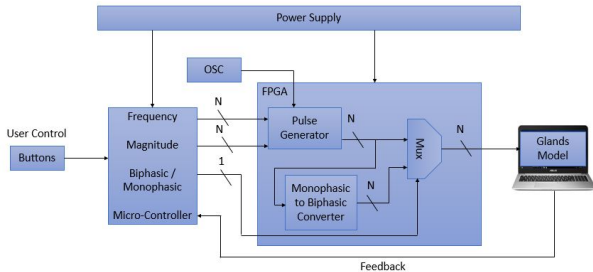 Power Supply
OSC
FPGA
Frequency
N
Pulse
Generator
N
Mux
N
Glands
Model
User Control
Buttons
Magnitude
N
Biphasic /
Monophasic
1
Monophasic
to Biphasic
Converter
N
Micro-Controller
Feedback